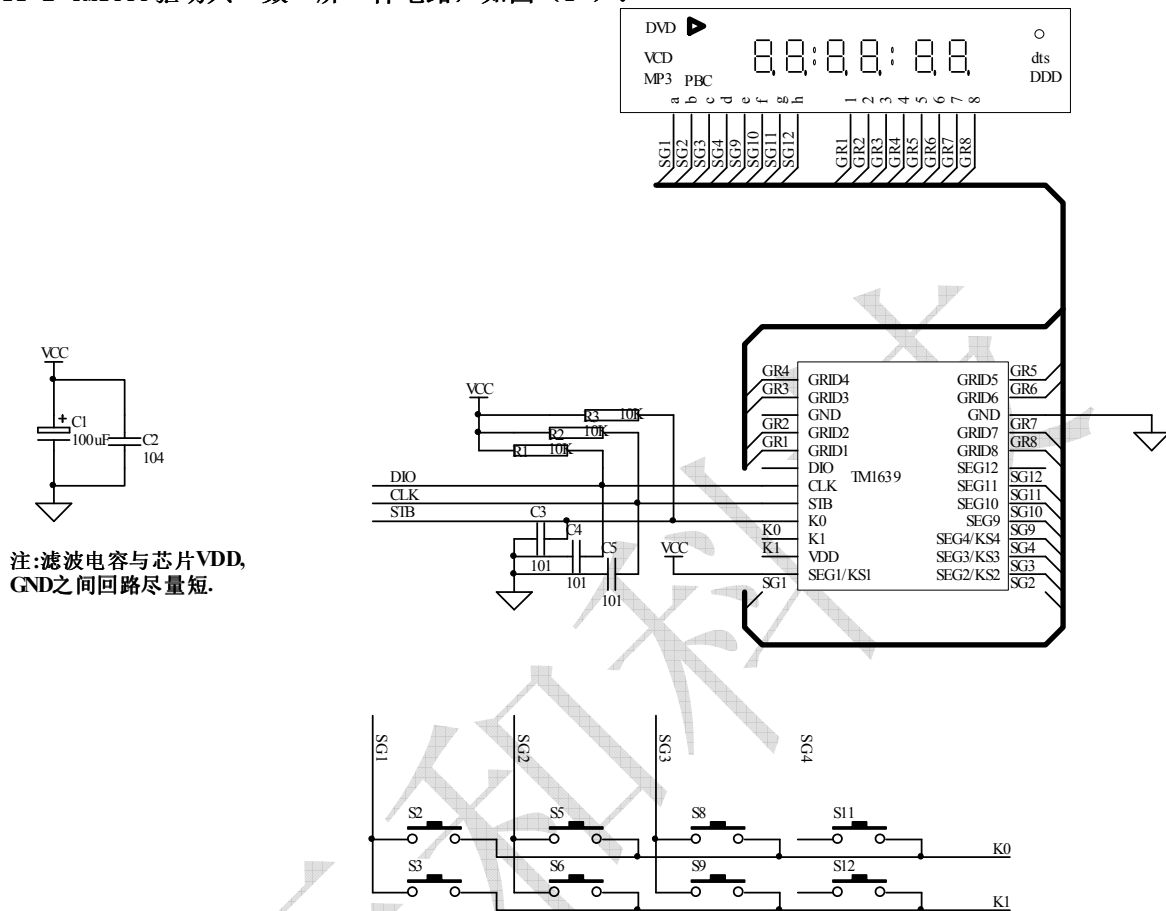 DVD
VCD
MP3 PBC
dts
DDD
a b c d e f g h 1 2 3 4 5 6 7 8
SG1 SG2 SG3 SG4 SG9 SG10 SG11 SG12 GR1 GR2 GR3 GR4 GR5 GR6 GR7 GR8
VCC
C1
100uF
C2
104
注:滤波电容与芯片VDD,
GND之间回路尽量短.
VCC
R3 10K
R2 10K
R1 10K
DIO
CLK
STB
C3
101
C4
101
C5
101
VCC
GR4
GR3
GR2
GR1
K0
K1
SG1
GRID4
GRID3
GND
GRID2
GRID1
DIO
CLK
STB
K0
K1
VDD
SEG1/KS1
TM1639
GRID5
GRID6
GND
GRID7
GRID8
SEG12
SEG11
SEG10
SEG9
SEG4/KS4
SEG3/KS3
SEG2/KS2
GR5
GR6
GR7
GR8
SG12
SG11
SG10
SG9
SG4
SG3
SG2
SG1 SG2 SG3 SG4
S2 S5 S8 S11
K0
S3 S6 S9 S12
K1